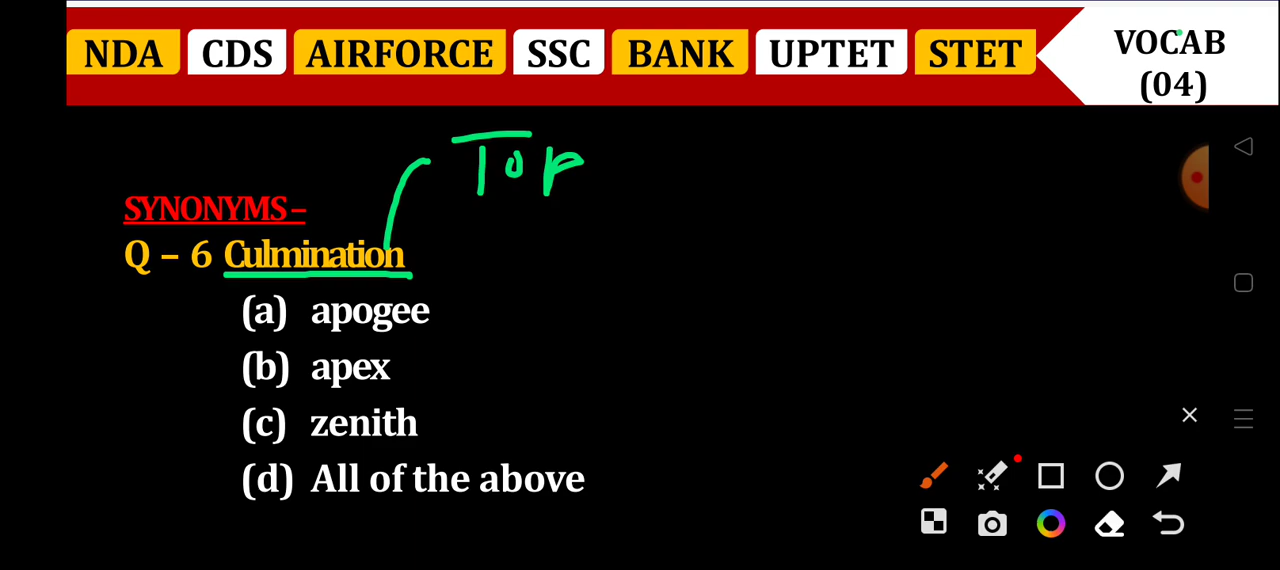 NDA CDS AIRFORCE SSC BANK UPTET STET
VOCAB
(04)
TOP
SYNONYMS –
Q – 6 Culmination
(a) apogee
(b) apex
(c) zenith
(d) All of the above